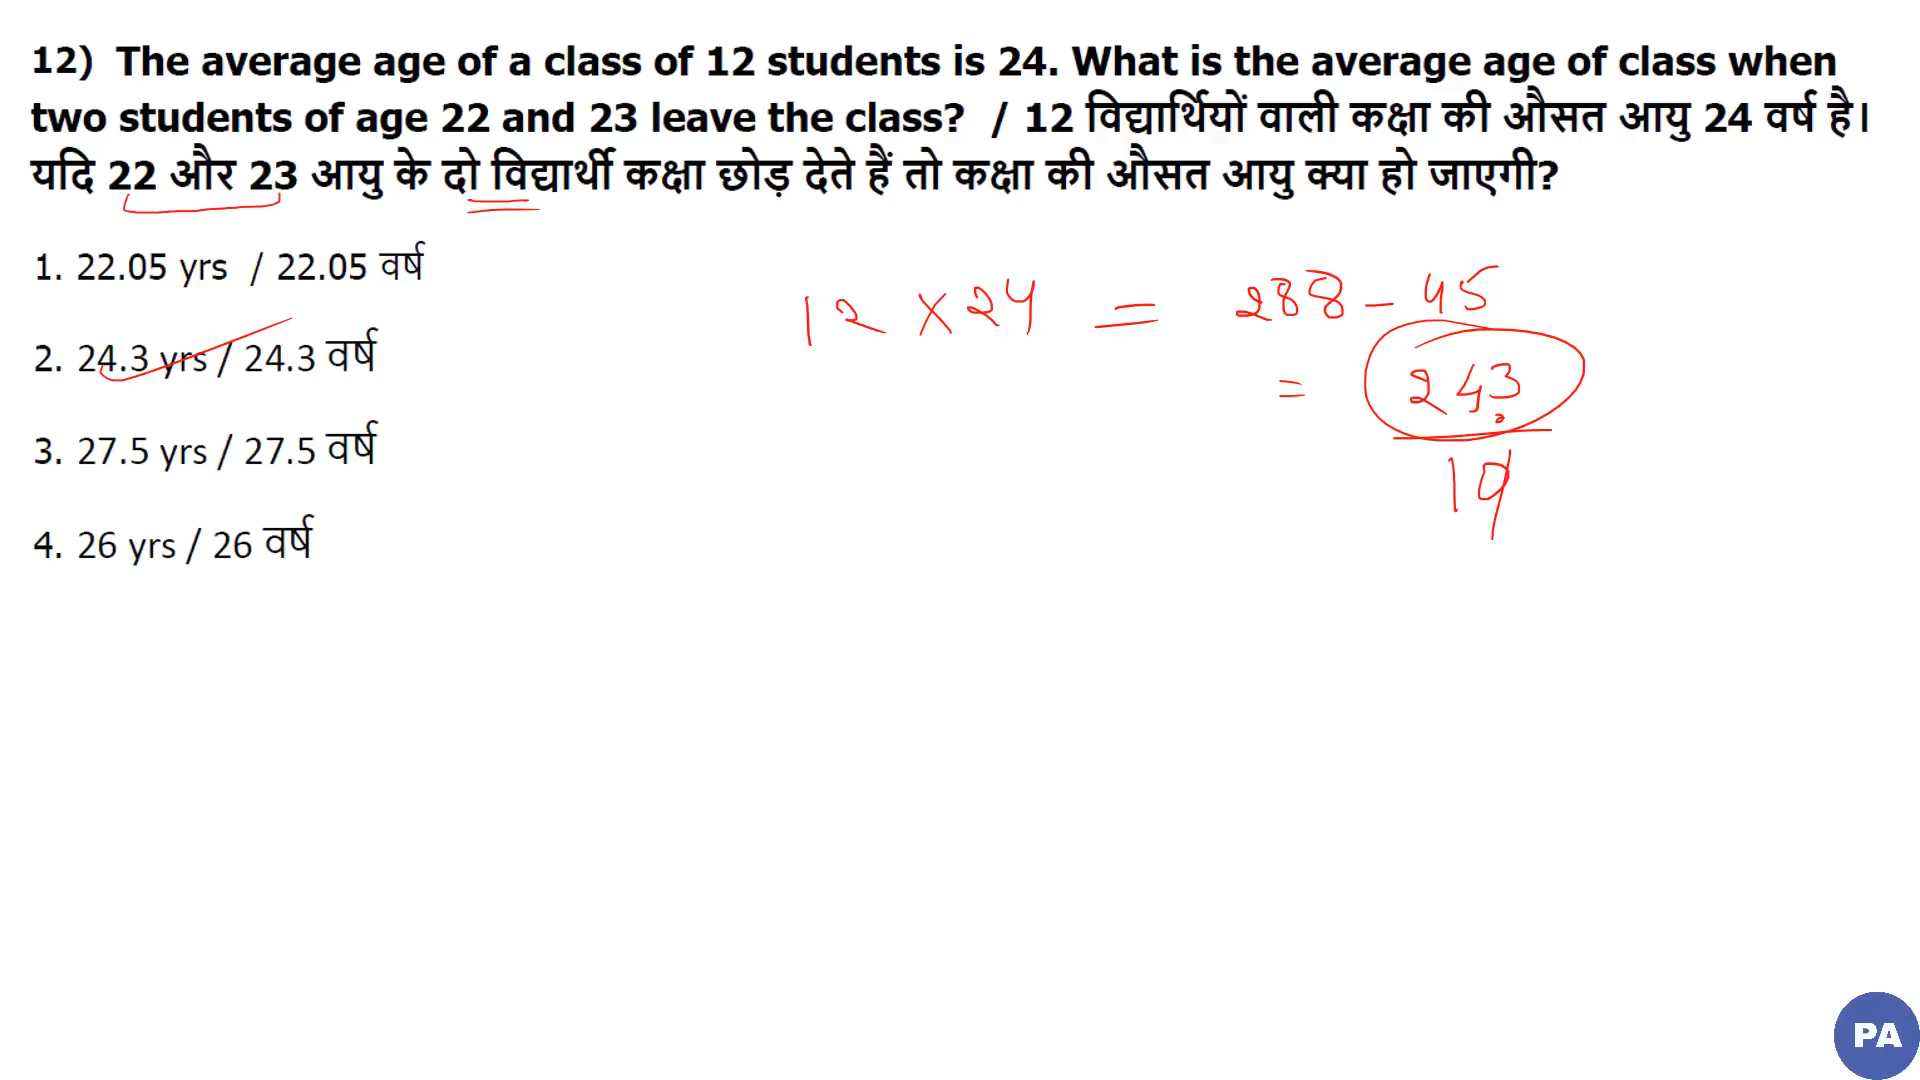 12) The average age of a class of 12 students is 24. What is the average age of class when
two students of age 22 and 23 leave the class? / 12 विद्यार्थियों वाली कक्षा की औसत आयु 24 वर्ष है।
यदि 22 और 23 आयु के दो विद्यार्थी कक्षा छोड़ देते हैं तो कक्षा की औसत आयु क्या हो जाएगी?
1. 22.05 yrs / 22.05 वर्ष
12 × 24 = 288 - 45
2. 24.3 yrs / 24.3 वर्ष
= 243
3. 27.5 yrs / 27.5 वर्ष
10
4. 26 yrs / 26 वर्ष
PA